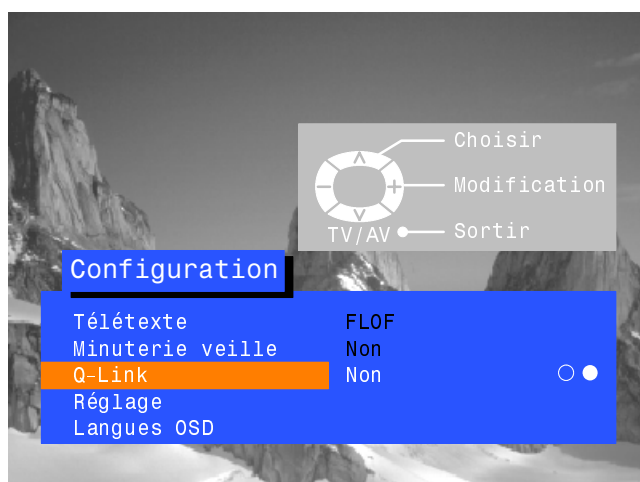 Choisir
Modification
TV/AV Sortir
Configuration
Télétexte FLOF
Minuterie veille Non
Q-Link Non
Réglage
Langues OSD